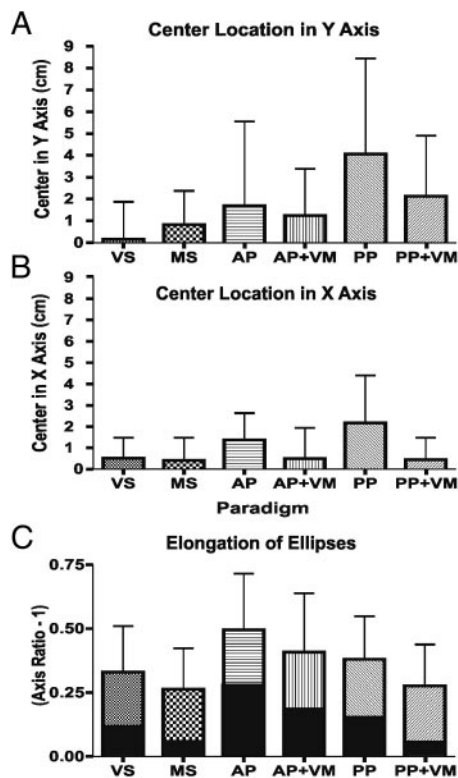 A
Center Location in Y Axis
Center in Y Axis (cm)
9
8
7
6
5
4
3
2
1
0
VS MS AP AP+VM PP PP+VM
B
Center Location in X Axis
Center in X Axis (cm)
9
8
7
6
5
4
3
2
1
0
VS MS AP AP+VM PP PP+VM
Paradigm
C
Elongation of Ellipses
(Axis Ratio - 1)
0.75
0.50
0.25
0.00
VS MS AP AP+VM PP PP+VM